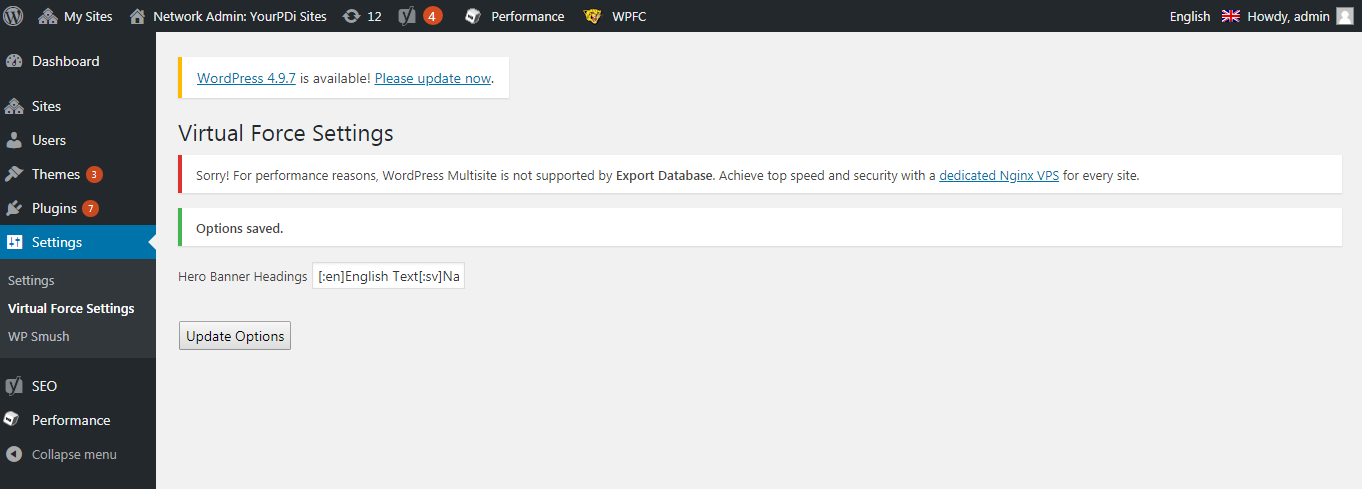 My Sites Network Admin: YourPDi Sites 12 4 Performance WPFC English Howdy, admin
Dashboard
Sites
Users
Themes 3
Plugins 7
Settings
Settings
Virtual Force Settings
WP Smush
SEO
Performance
Collapse menu
WordPress 4.9.7 is available! Please update now.
Virtual Force Settings
Sorry! For performance reasons, WordPress Multisite is not supported by Export Database. Achieve top speed and security with a dedicated Nginx VPS for every site.
Options saved.
Hero Banner Headings [:en]English Text[:sv]Na
Update Options